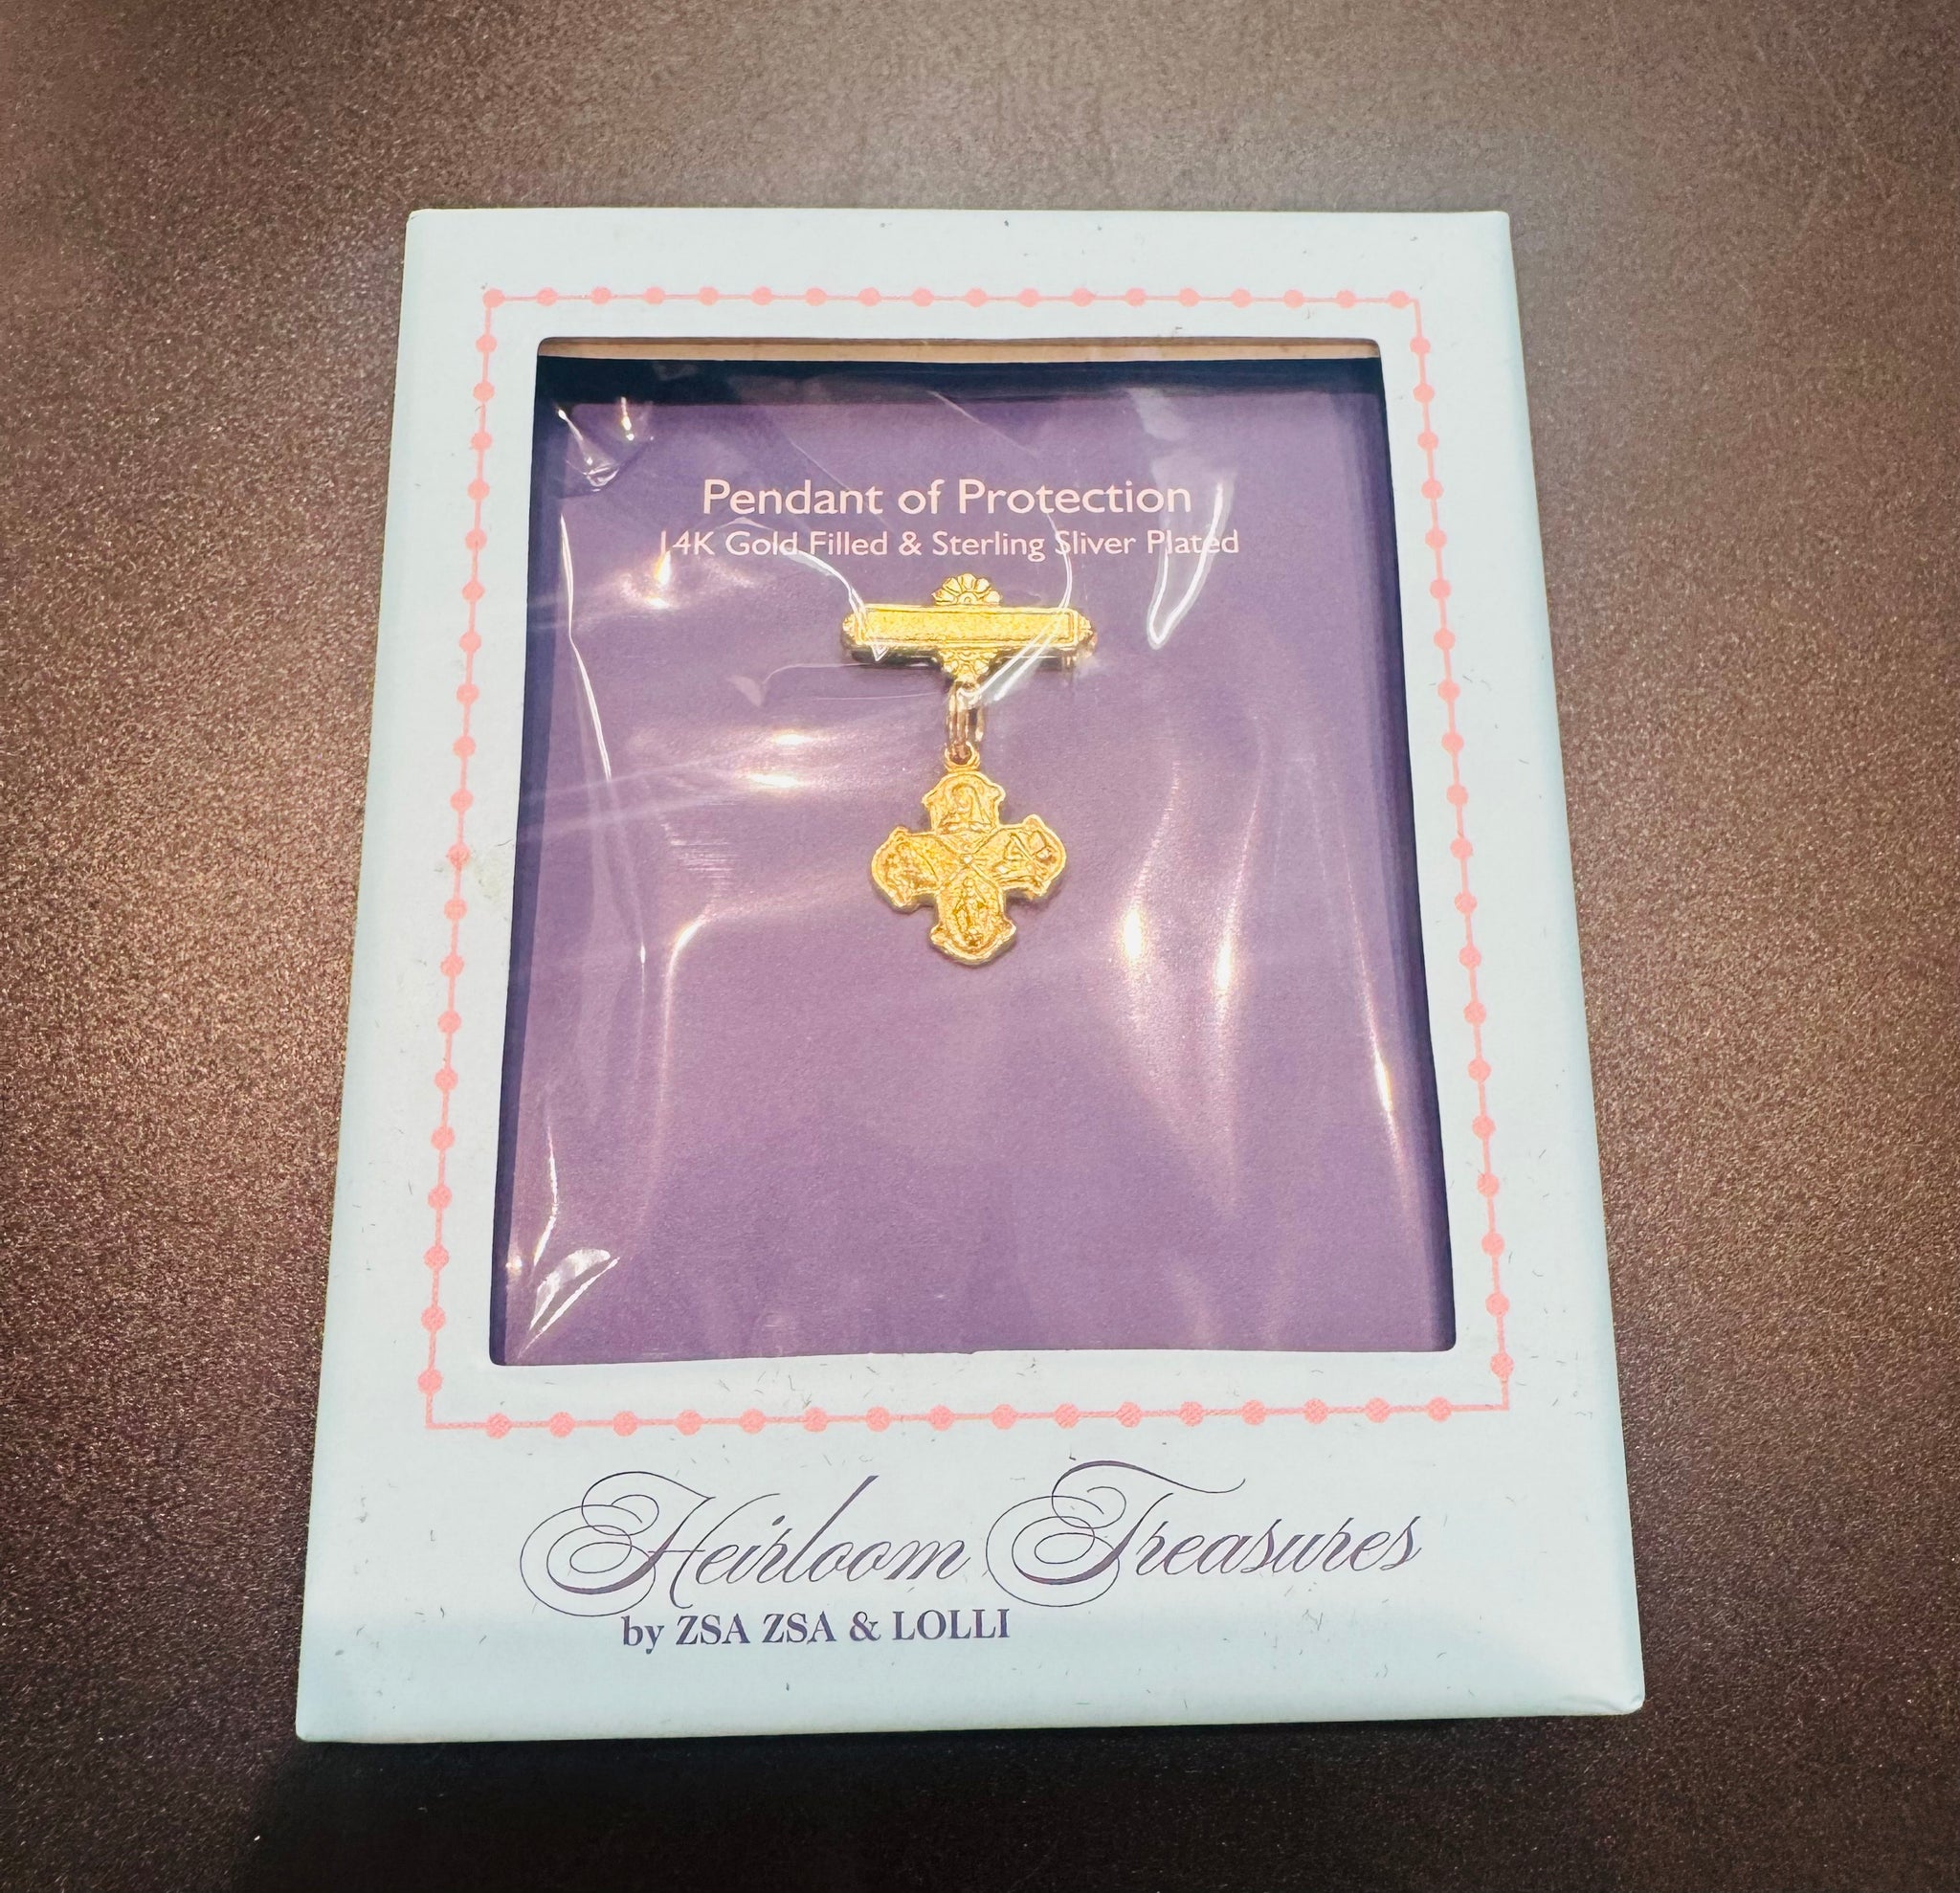 Pendant of Protection
14K Gold Filled & Sterling Sliver Plated
Heirloom Treasures
by ZSA ZSA & LOLLI